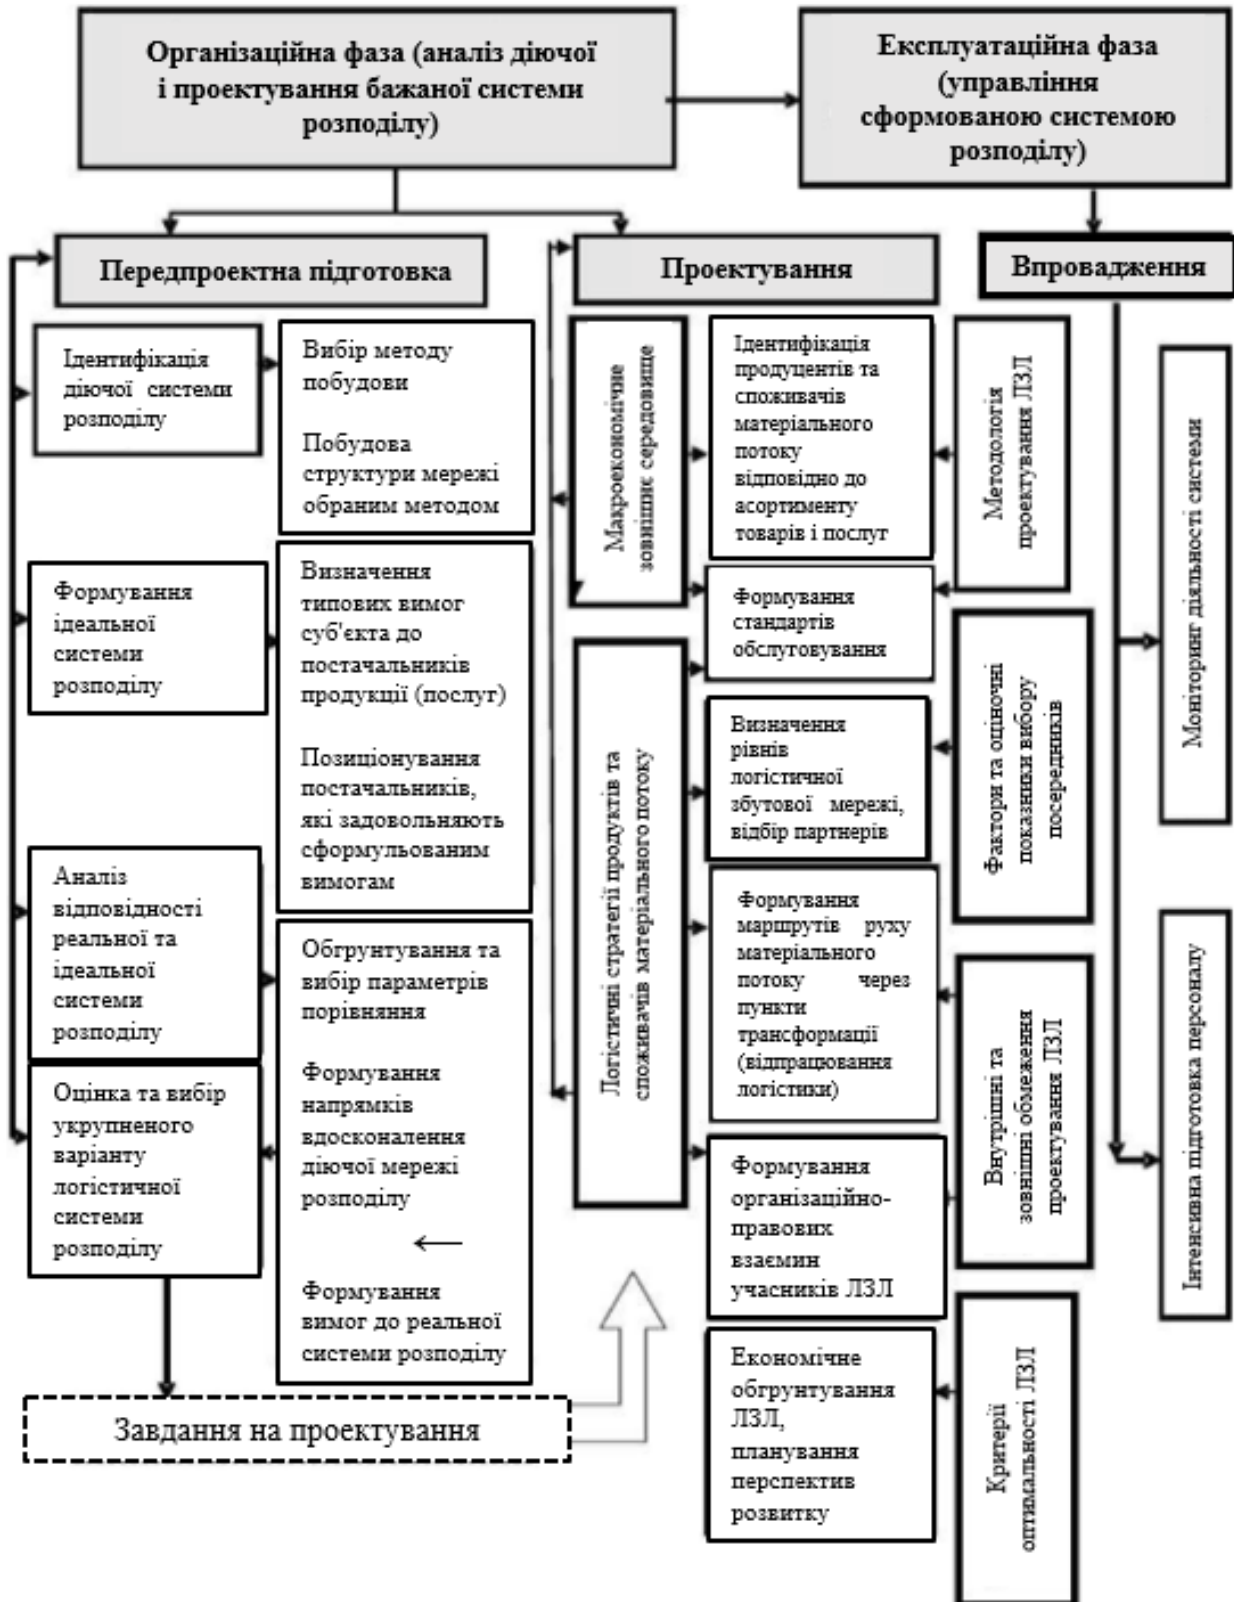 Організаційна фаза (аналіз діючої
і проектування бажаної системи
розподілу)
Експлуатаційна фаза
(управління
сформованою системою
розподілу)
Передпроектна підготовка
Проектування
Впровадження
Ідентифікація
діючої системи
розподілу
Вибір методу
побудови
Побудова
структури мережі
обраним методом
Формування
ідеальної
системи
розподілу
Визначення
типових вимог
суб'єкта до
постачальників
продукції (послуг)
Позиціонування
постачальників,
які задовольняють
сформульованим
вимогам
Аналіз
відповідності
реальної та
ідеальної
системи
розподілу
Обгрунтування та
вибір параметрів
порівняння
Формування
напрямків
вдосконалення
діючої мережі
розподілу
Формування
вимог до реальної
системи розподілу
Оцінка та вибір
укрупненого
варіанту
логістичної
системи
розподілу
Завдання на проектування
Макроекономічне
зовнішнє середовище
Логістичні стратегії продуктів та
споживачів матеріального потоку
Ідентифікація
продуцентів та
споживачів
матеріального
потоку
відповідно до
асортименту
товарів і послуг
Формування
стандартів
обслуговування
Визначення
рівнів
логістичної
збутової мережі,
відбір партнерів
Формування
маршрутів руху
матеріального
потоку через
пункти
трансформації
(відпрацювання
логістики)
Формування
організаційно-
правових
взаємин
учасників ЛЗЛ
Економічне
обгрунтування
ЛЗЛ,
планування
перспектив
розвитку
Методологія
проектування ЛЗЛ
Фактори та оціночні
показники вибору
посередників
Внутрішні та
зовнішні обмеження
проектування ЛЗЛ
Критерії
оптимальності ЛЗЛ
Моніторинг діяльності системи
Інтенсивна підготовка персоналу